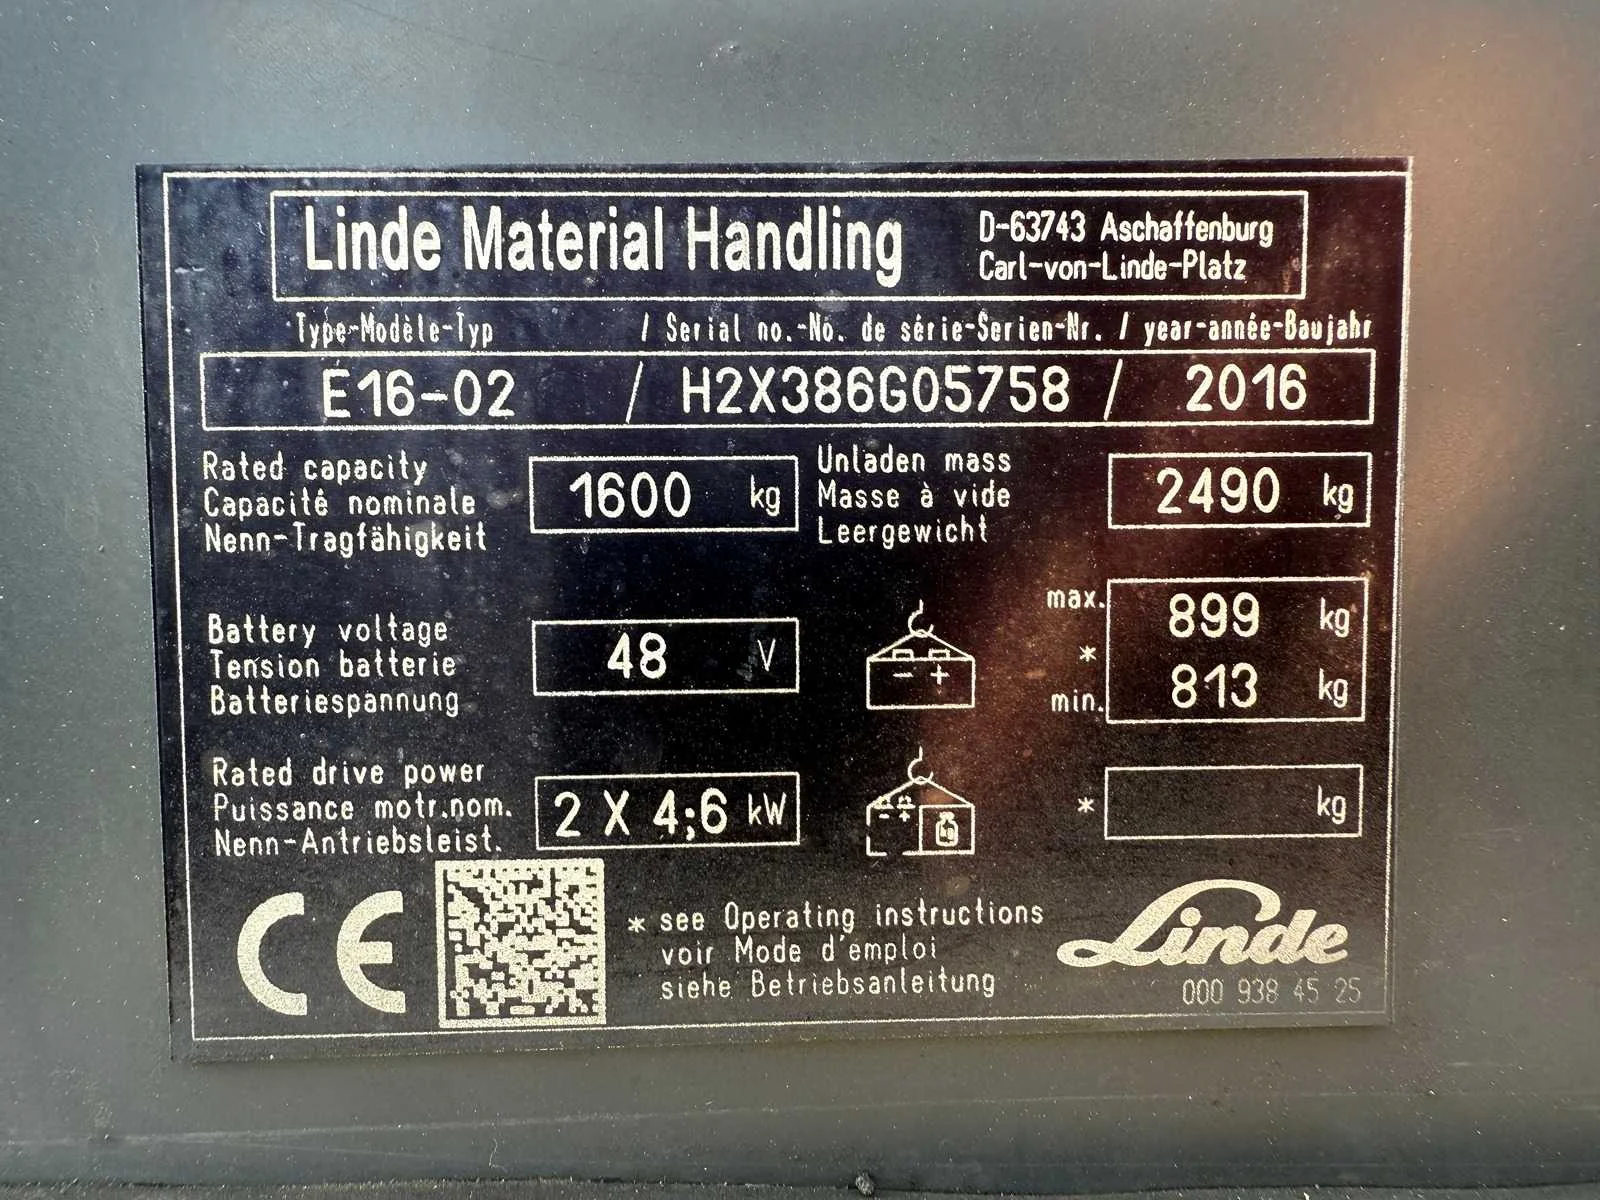 Linde Material Handling
D-63743 Aschaffenburg
Carl-von-Linde-Platz
Type-Modèle-Typ / Serial no.-No. de série-Serien-Nr. / year-année-Baujahr
E16-02 / H2X386G05758 / 2016
Rated capacity
Capacité nominale
Nenn-Tragfähigkeit
1600 kg
Unladen mass
Masse à vide
Leergewicht
2490 kg
Battery voltage
Tension batterie
Batteriespannung
48 V
- +
max. 899 kg
*
min. 813 kg
Rated drive power
Puissance motr.nom.
Nenn-Antriebsleist.
2 X 4;6 kW
- +
kg
* kg
CE
* see Operating instructions
voir Mode d'emploi
siehe Betriebsanleitung
Linde
000 938 45 25